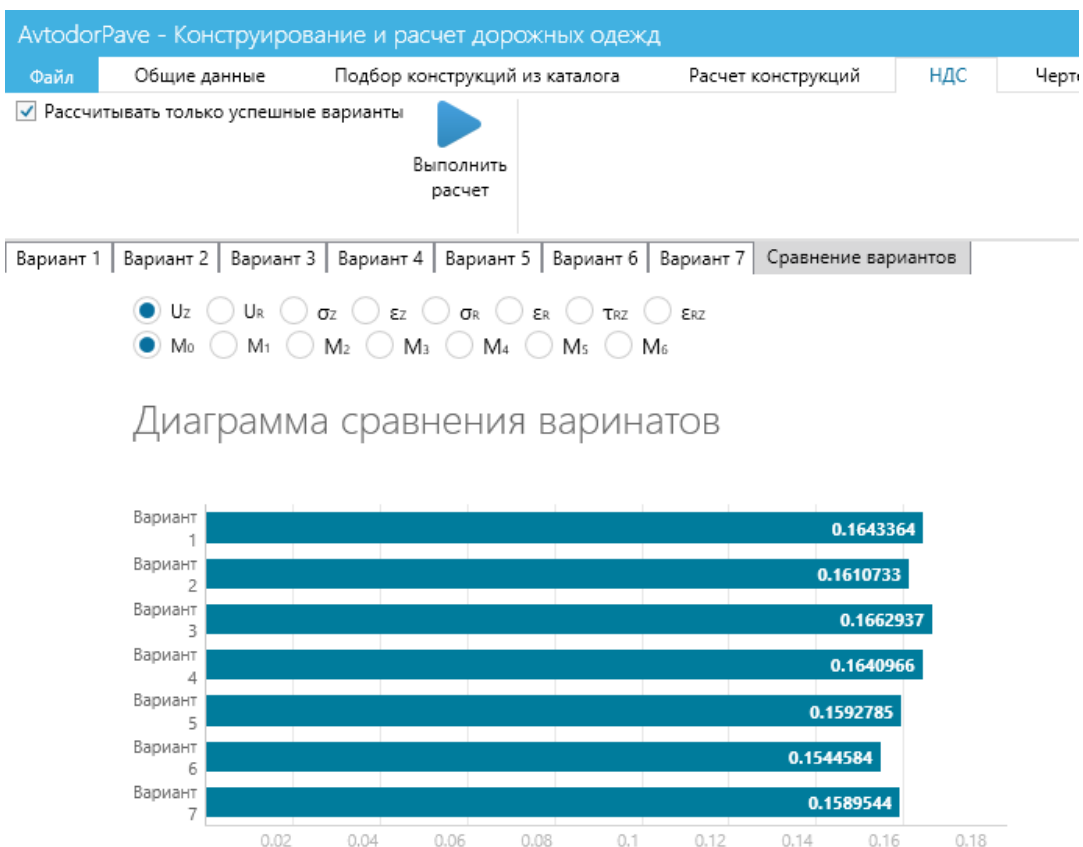 AvtodorPave - Конструирование и расчет дорожных одежд
Файл Общие данные Подбор конструкций из каталога Расчет конструкций НДС
Рассчитывать только успешные варианты
Выполнить
расчет
Вариант 1 Вариант 2 Вариант 3 Вариант 4 Вариант 5 Вариант 6 Вариант 7 Сравнение вариантов
Uz UR σz εz σR εR τRZ εRZ
M0 M1 M2 M3 M4 M5 M6
Диаграмма сравнения варинатов
Вариант
1
0.1643364
Вариант
2
0.1610733
Вариант
3
0.1662937
Вариант
4
0.1640966
Вариант
5
0.1592785
Вариант
6
0.1544584
Вариант
7
0.1589544
0.02 0.04 0.06 0.08 0.1 0.12 0.14 0.16 0.18